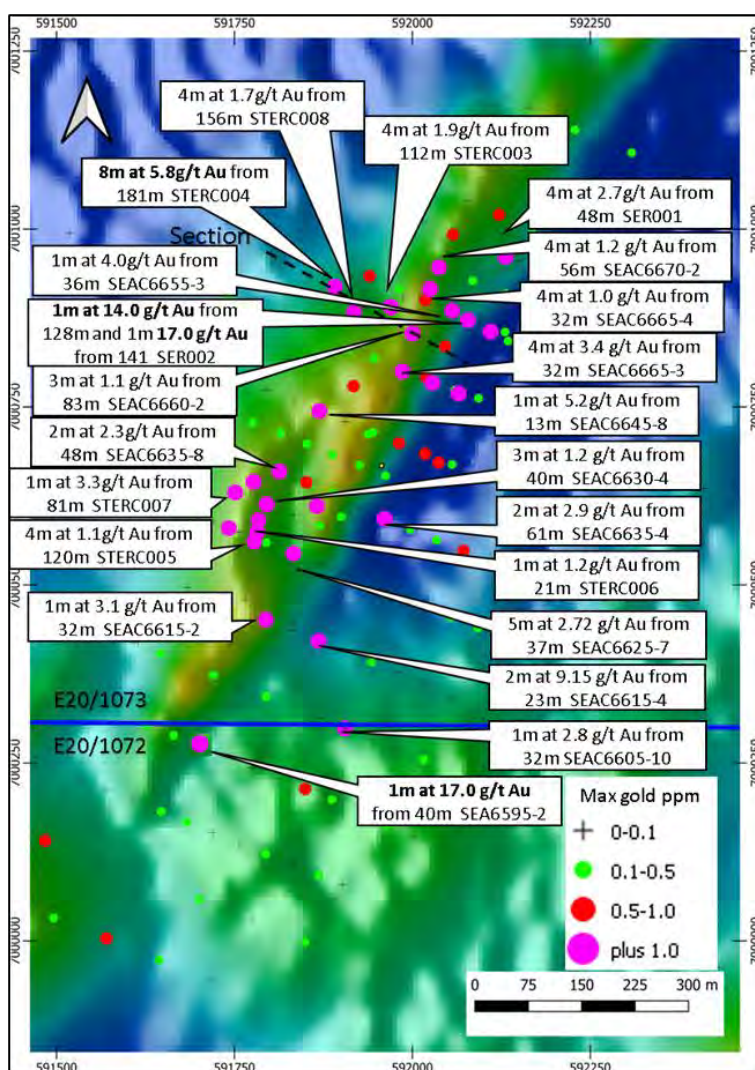 591500
591750
592000
592250
7001250
7001250
4m at 1.7g/t Au from
156m STERC008
4m at 1.9g/t Au from
112m STERC003
8m at 5.8g/t Au from
181m STERC004
4m at 2.7g/t Au from
48m SER001
7001000
7001000
Section
4m at 1.2 g/t Au from
56m SEAC6670-2
1m at 4.0g/t Au from
36m SEAC6655-3
4m at 1.0 g/t Au from
32m SEAC6665-4
1m at 14.0 g/t Au from
128m and 1m 17.0 g/t Au
from 141 SER002
4m at 3.4 g/t Au from
32m SEAC6665-3
3m at 1.1 g/t Au from
83m SEAC6660-2
7000750
7000750
1m at 5.2g/t Au from
13m SEAC6645-8
2m at 2.3g/t Au from
48m SEAC6635-8
3m at 1.2 g/t Au from
40m SEAC6630-4
1m at 3.3g/t Au from
81m STERC007
2m at 2.9 g/t Au from
61m SEAC6635-4
4m at 1.1g/t Au from
120m STERC005
7000500
7000500
1m at 1.2g/t Au from
21m STERC006
1m at 3.1 g/t Au from
32m SEAC6615-2
5m at 2.72 g/t Au from
37m SEAC6625-7
2m at 9.15 g/t Au from
23m SEAC6615-4
E20/1073
E20/1072
1m at 2.8 g/t Au from
32m SEAC6605-10
7000250
7000250
1m at 17.0 g/t Au
from 40m SEA6595-2
Max gold ppm
0-0.1
0.1-0.5
0.5-1.0
plus 1.0
7000000
7000000
0 75 150 225 300 m
591500
591750
592000
592250